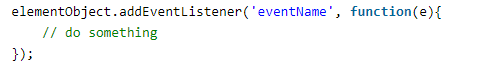 elementObject.addEventListener('eventName', function(e){
    // do something
});